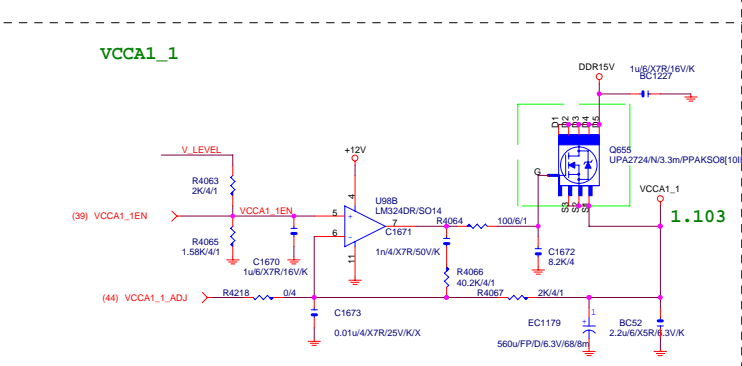 VCCA1_1
DDR15V
1u/6/X7R/16V/K
BC1227
D1 D2 D3 D4 D5
Q655
UPA2724/N/3.3m/PPAKSO8[10I
G
S3 S2 S1
VCCA1_1
1.103
V_LEVEL
R4063
2K/4/1
+12V
4
U98B
LM324DR/SO14
(39) VCCA1_1EN
VCCA1_1EN
5
+
6
−
7
11
R4065
1.58K/4/1
C1670
1u/6/X7R/16V/K
C1671
1n/4/X7R/50V/K
R4064
100/6/1
C1672
8.2K/4
R4066
40.2K/4/1
(44) VCCA1_1_ADJ
R4218
0/4
R4067
2K/4/1
C1673
0.01u/4/X7R/25V/K/X
EC1179
+
1
560u/FP/D/6.3V/68/8m
BC52
2.2u/6/X5R/6.3V/K